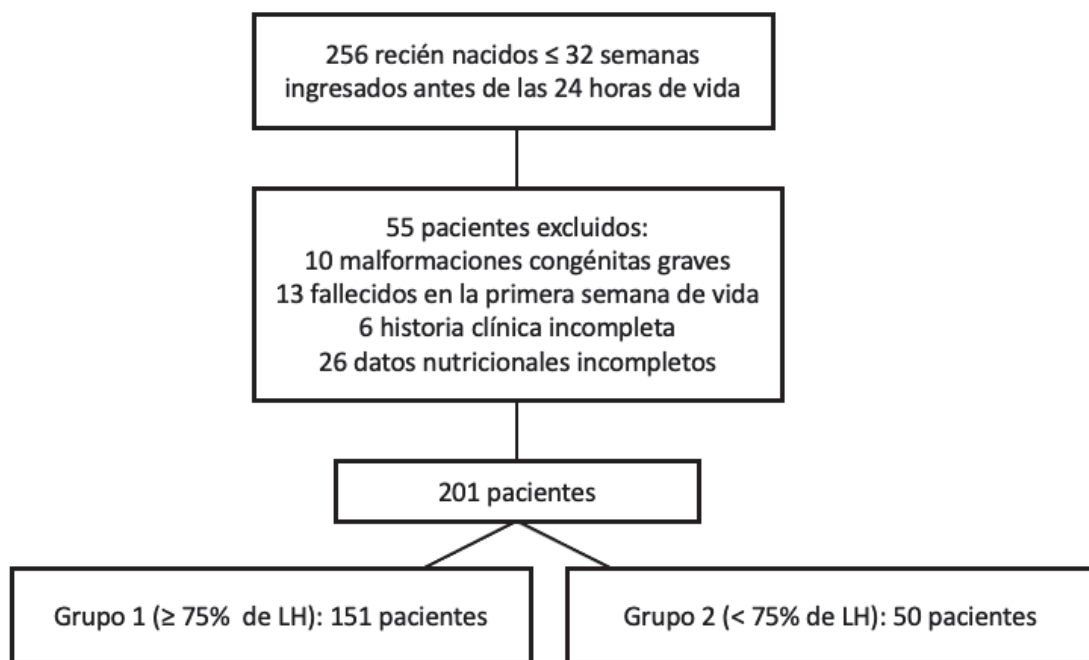 256 recién nacidos ≤ 32 semanas
ingresados antes de las 24 horas de vida
55 pacientes excluidos:
10 malformaciones congénitas graves
13 fallecidos en la primera semana de vida
6 historia clínica incompleta
26 datos nutricionales incompletos
201 pacientes
Grupo 1 (≥ 75% de LH): 151 pacientes
Grupo 2 (< 75% de LH): 50 pacientes